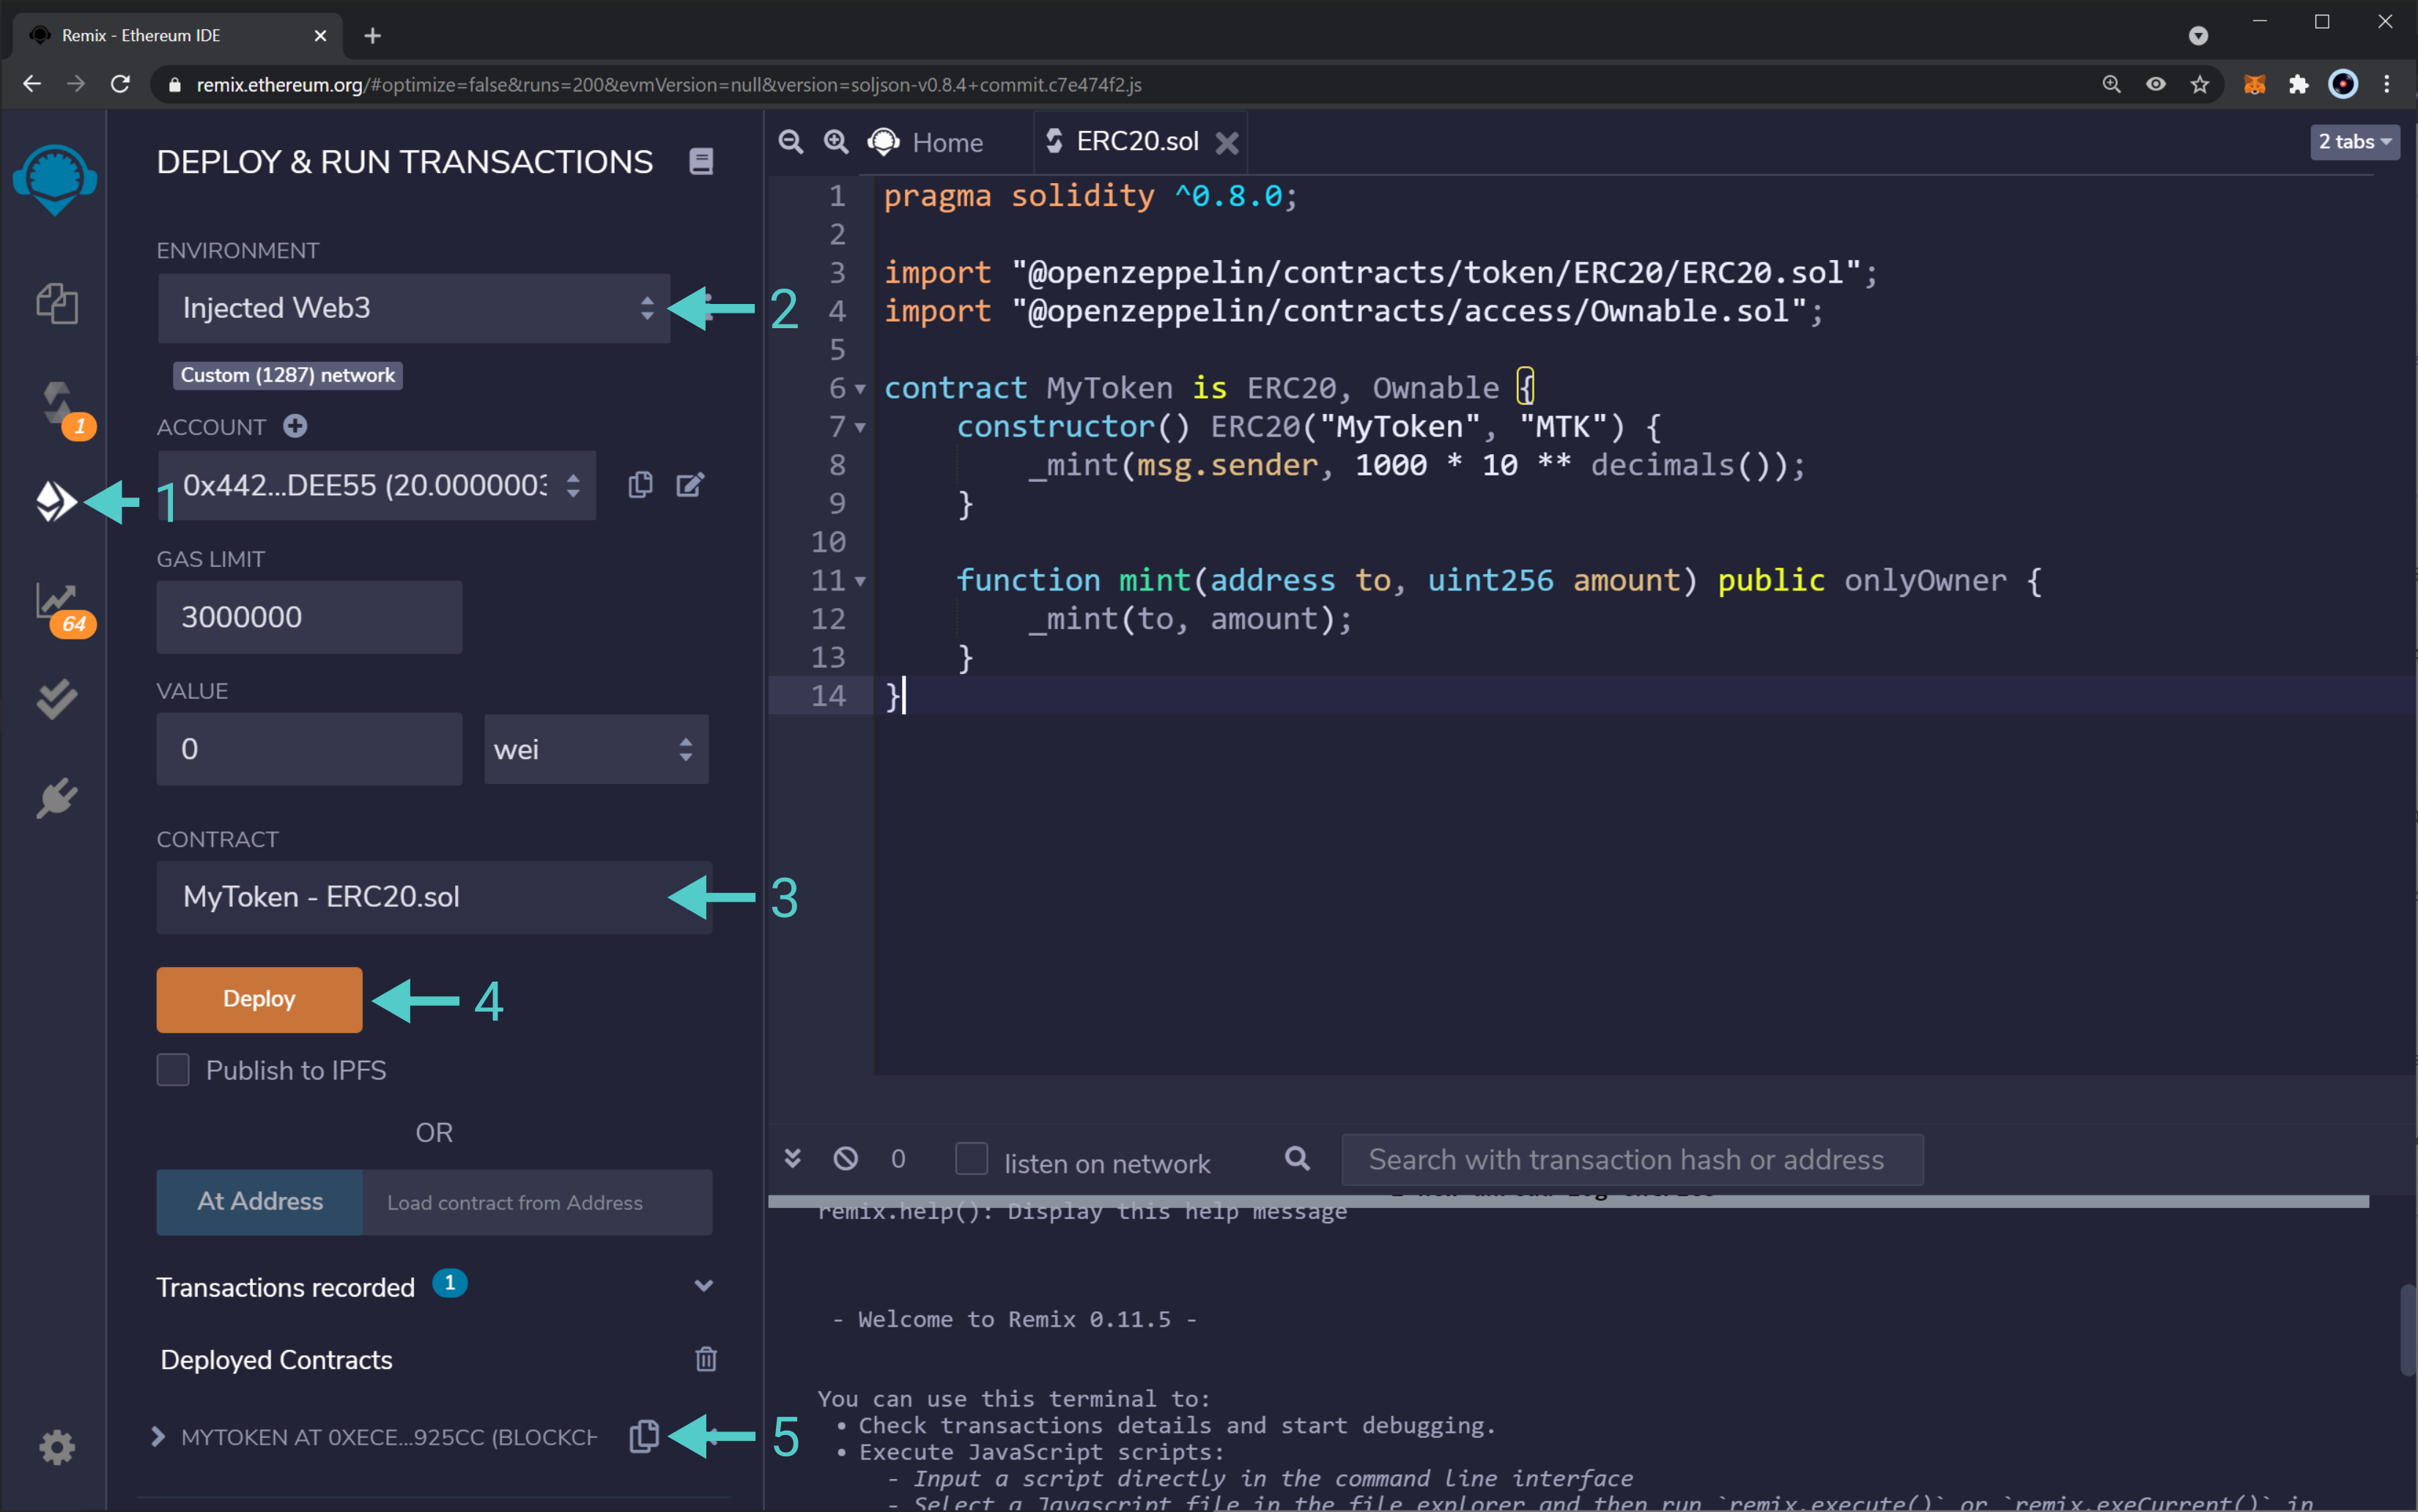 Remix - Ethereum IDE
remix.ethereum.org/#optimize=false&runs=200&evmVersion=null&version=soljson-v0.8.4+commit.c7e474f2.js
DEPLOY & RUN TRANSACTIONS
ENVIRONMENT
Injected Web3
2
Custom (1287) network
ACCOUNT
1
1
0x442...DEE55 (20.0000003
GAS LIMIT
3000000
64
VALUE
0
wei
CONTRACT
MyToken - ERC20.sol
3
Deploy
4
Publish to IPFS
OR
At Address
Load contract from Address
Transactions recorded 1
Deployed Contracts
MYTOKEN AT 0XECE...925CC (BLOCKCH
5
Home
ERC20.sol
2 tabs
1 pragma solidity ^0.8.0;
2
3 import "@openzeppelin/contracts/token/ERC20/ERC20.sol";
4 import "@openzeppelin/contracts/access/Ownable.sol";
5
6 contract MyToken is ERC20, Ownable {
7 constructor() ERC20("MyToken", "MTK") {
8 _mint(msg.sender, 1000 * 10 ** decimals());
9 }
10
11 function mint(address to, uint256 amount) public onlyOwner {
12 _mint(to, amount);
13 }
14 }
0
listen on network
Search with transaction hash or address
remix.help(): Display this help message
- Welcome to Remix 0.11.5 -
You can use this terminal to:
• Check transactions details and start debugging.
• Execute JavaScript scripts:
- Input a script directly in the command line interface
- Select a Javascript file in the file explorer and then run `remix.execute()` or `remix.exeCurrent()` in